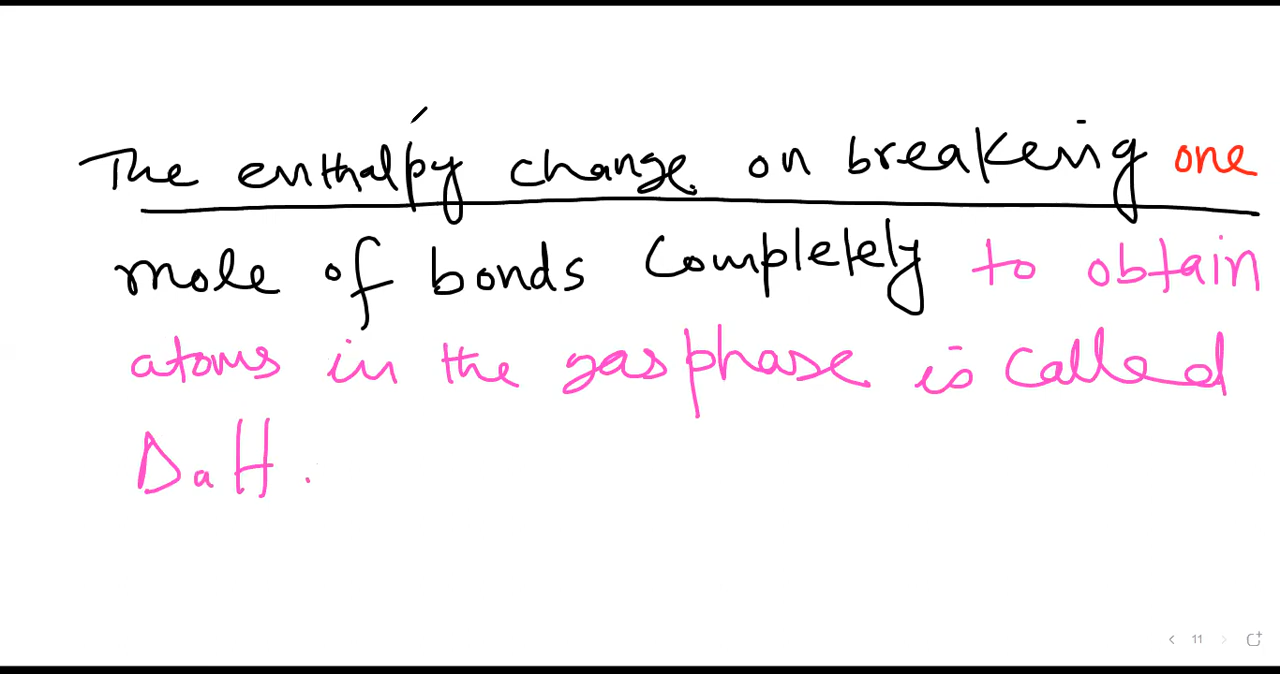 The enthalpy change on breaking one
mole of bonds completely to obtain
atoms in the gas phase is called
ΔaH.
11